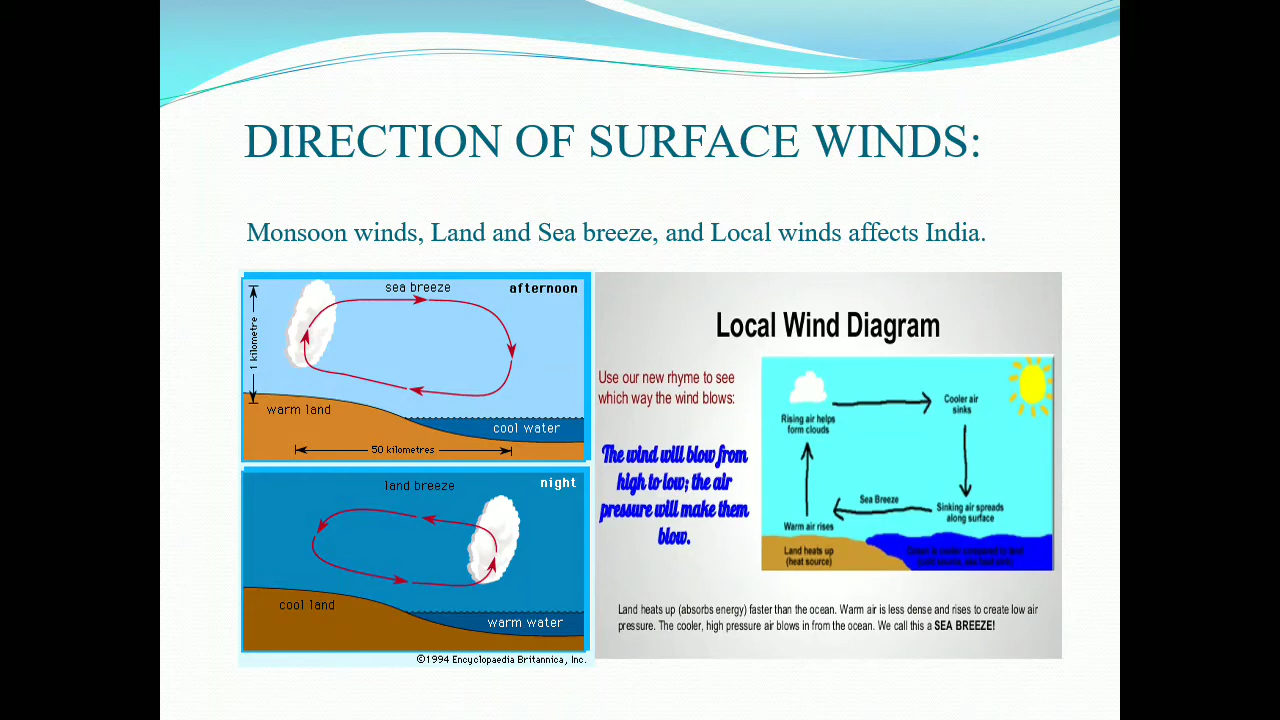 DIRECTION OF SURFACE WINDS:
Monsoon winds, Land and Sea breeze, and Local winds affects India.
sea breeze
afternoon
1 kilometre
warm land
cool water
50 kilometres
land breeze
night
cool land
warm water
©1994 Encyclopaedia Britannica, Inc.
Local Wind Diagram
Use our new rhyme to see
which way the wind blows:
The wind will blow from
high to low; the air
pressure will make them
blow.
Rising air helps
form clouds
Cooler air
sinks
Sea Breeze
Sinking air spreads
along surface
Warm air rises
Land heats up
(heat source)
Land heats up (absorbs energy) faster than the ocean. Warm air is less dense and rises to create low air
pressure. The cooler, high pressure air blows in from the ocean. We call this a SEA BREEZE!